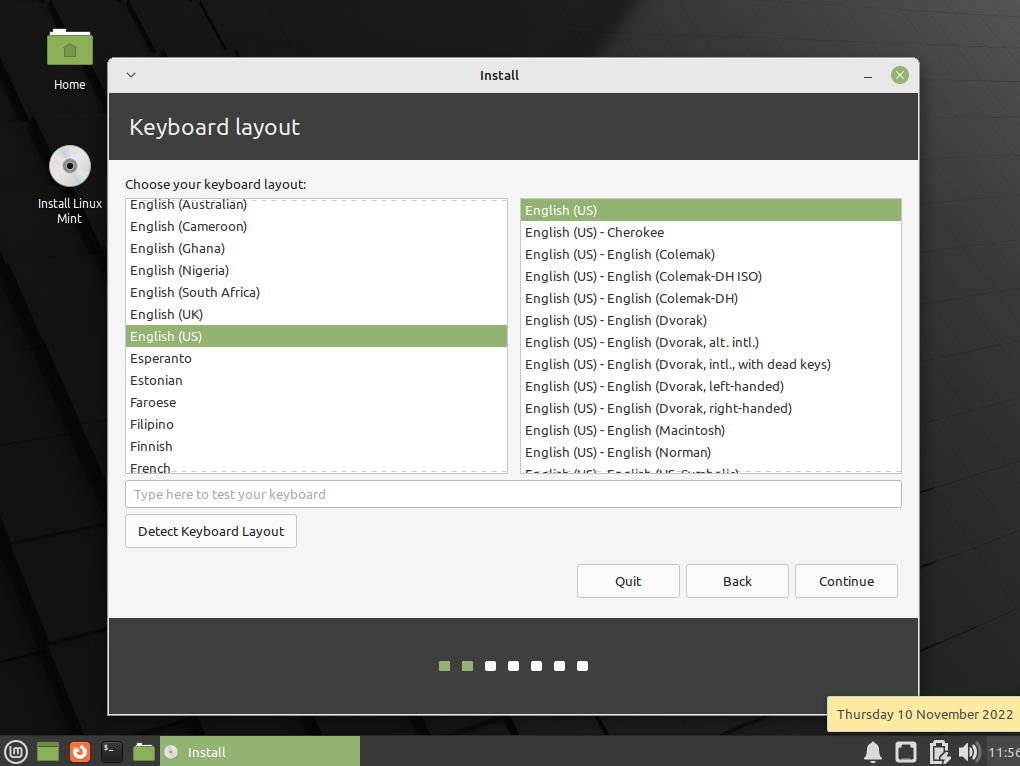 Home
Install Linux
Mint
Install
Keyboard layout
Choose your keyboard layout:
English (Australian)
English (Cameroon)
English (Ghana)
English (Nigeria)
English (South Africa)
English (UK)
English (US)
Esperanto
Estonian
Faroese
Filipino
Finnish
French
English (US)
English (US) - Cherokee
English (US) - English (Colemak)
English (US) - English (Colemak-DH ISO)
English (US) - English (Colemak-DH)
English (US) - English (Dvorak)
English (US) - English (Dvorak, alt. intl.)
English (US) - English (Dvorak, intl., with dead keys)
English (US) - English (Dvorak, left-handed)
English (US) - English (Dvorak, right-handed)
English (US) - English (Macintosh)
English (US) - English (Norman)
English (US) - English (US, Symbolic)
Type here to test your keyboard
Detect Keyboard Layout
Quit
Back
Continue
Thursday 10 November 2022
Install
11:56